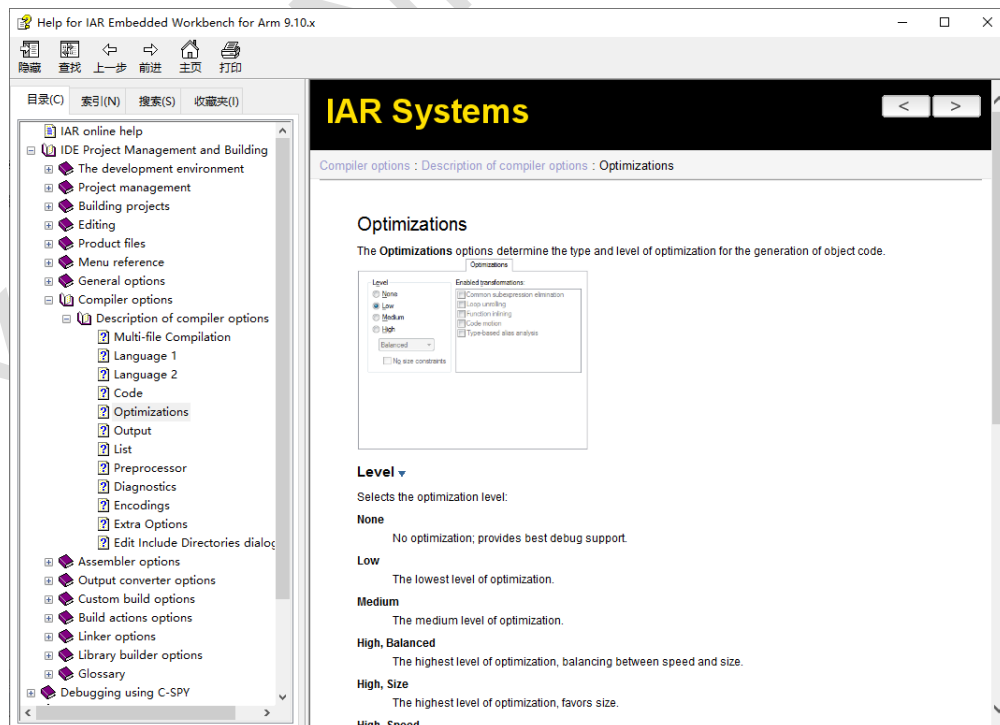 Help for IAR Embedded Workbench for Arm 9.10.x
隐藏 查找 上一步 前进 主页 打印
目录(C) 索引(N) 搜索(S) 收藏夹(I)
IAR online help
IDE Project Management and Building
The development environment
Project management
Building projects
Editing
Product files
Menu reference
General options
Compiler options
Description of compiler options
Multi-file Compilation
Language 1
Language 2
Code
Optimizations
Output
List
Preprocessor
Diagnostics
Encodings
Extra Options
Edit Include Directories dialog
Assembler options
Output converter options
Custom build options
Build actions options
Linker options
Library builder options
Glossary
Debugging using C-SPY
IAR Systems
< >
Compiler options : Description of compiler options : Optimizations
Optimizations
The Optimizations options determine the type and level of optimization for the generation of object code.
Optimizations
Level
None
Low
Medium
High
Balanced
No size constraints
Enabled transformations:
Common subexpression elimination
Loop unrolling
Function inlining
Code motion
Type-based alias analysis
Level
Selects the optimization level:
None
No optimization; provides best debug support.
Low
The lowest level of optimization.
Medium
The medium level of optimization.
High, Balanced
The highest level of optimization, balancing between speed and size.
High, Size
The highest level of optimization, favors size.
High, Speed